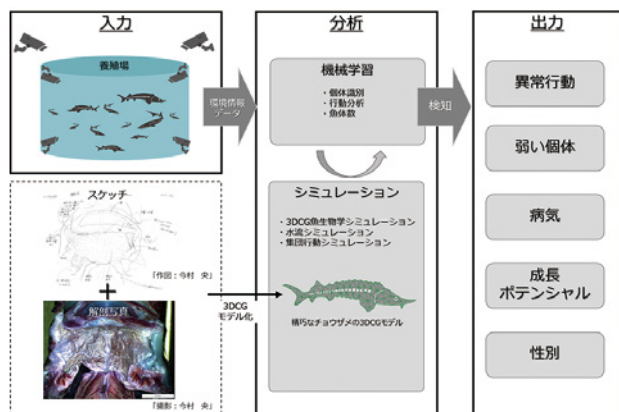 入力
養殖場
環境情報
データ
スケッチ
「作図：今村 央」
+
解剖写真
「撮影：今村 央」
3DCG
モデル化
分析
機械学習
・個体識別
・行動分析
・魚体数
シミュレーション
・3DCG魚生物学シミュレーション
・水流シミュレーション
・集団行動シミュレーション
精巧なチョウザメの3DCGモデル
検知
出力
異常行動
弱い個体
病気
成長
ポテンシャル
性別